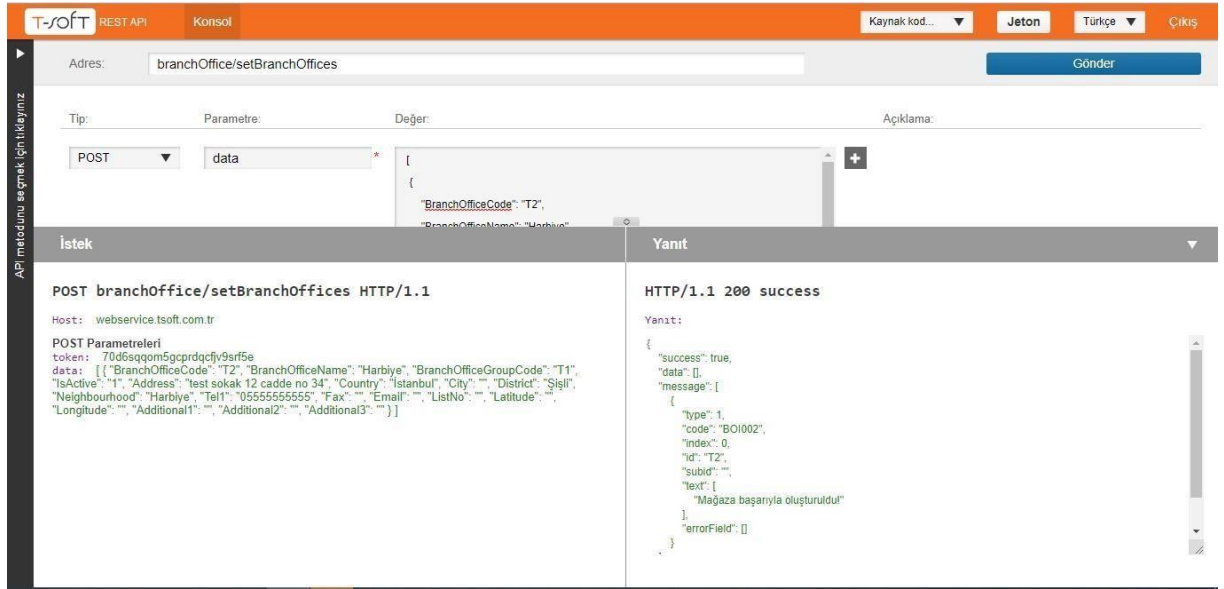 T-SOFT REST API
Konsol
Kaynak kod...
Jeton
Türkçe
Çıkış
API metodunu seçmek için tıklayınız
Adres:
branchOffice/setBranchOffices
Gönder
Tip:
Parametre:
Değer:
Açıklama:
POST
data
*
[
{
"BranchOfficeCode": "T2",
"BranchOfficeName": "Harbiye"
İstek
POST branchOffice/setBranchOffices HTTP/1.1
Host: webservice.tsoft.com.tr
POST Parametreleri
token: 70d6sqqom5gcprdqcfjv9srf5e
data: [ { "BranchOfficeCode": "T2", "BranchOfficeName": "Harbiye", "BranchOfficeGroupCode": "T1",
"IsActive": "1", "Address": "test sokak 12 cadde no 34", "Country": "İstanbul", "City": "", "District": "Şişli",
"Neighbourhood": "Harbiye", "Tel1": "05555555555", "Fax": "", "Email": "", "ListNo": "", "Latitude": "",
"Longitude": "", "Additional1": "", "Additional2": "", "Additional3": "" } ]
Yanıt
HTTP/1.1 200 success
Yanıt:
{
"success": true,
"data": [],
"message": [
{
"type": 1,
"code": "BOI002",
"index": 0,
"id": "T2",
"subid": "",
"text": [
"Mağaza başarıyla oluşturuldu!"
],
"errorField": []
}